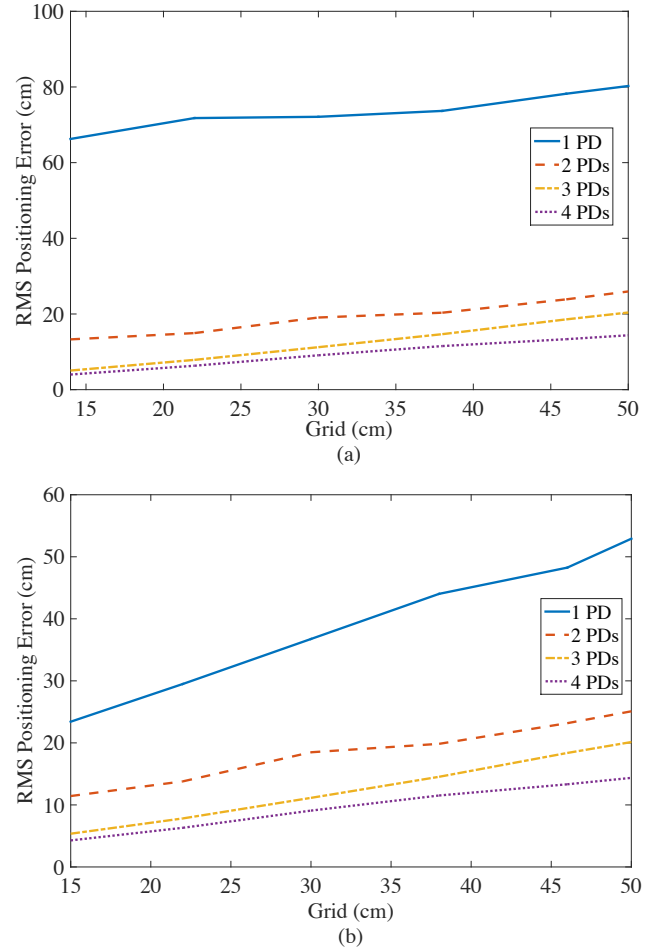 100
80
60
40
20
0
RMS Positioning Error (cm)
1 PD
2 PDs
3 PDs
4 PDs
15 20 25 30 35 40 45 50
Grid (cm)
(a)
60
50
40
30
20
10
0
RMS Positioning Error (cm)
1 PD
2 PDs
3 PDs
4 PDs
15 20 25 30 35 40 45 50
Grid (cm)
(b)